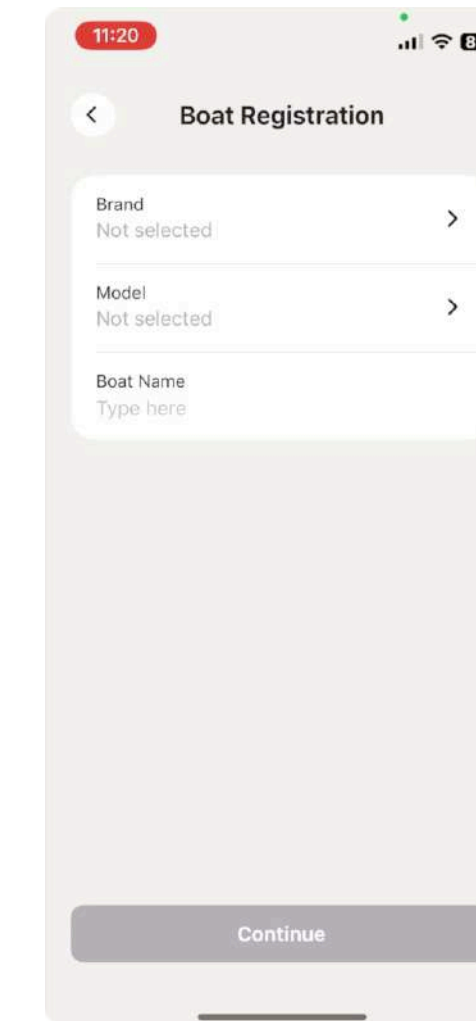 11:20
Boat Registration
Brand
Not selected
Model
Not selected
Boat Name
Type here
Continue